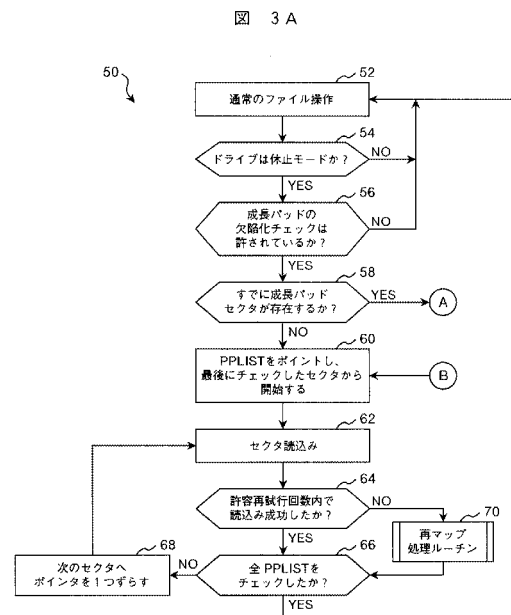 図 3A
50
52
通常のファイル操作
54
ドライブは休止モードか？
NO
YES
56
成長パッドの
欠陥化チェックは
許されているか？
NO
YES
58
すでに成長パッド
セクタが存在するか？
YES
A
NO
60
PPLISTをポイントし、
最後にチェックしたセクタから
開始する
B
62
セクタ読込み
64
許容再試行回数内で
読込み成功したか？
NO
YES
70
再マップ
処理ルーチン
66
全PPLISTを
チェックしたか？
NO
68
次のセクタへ
ポインタを1つずらす
YES